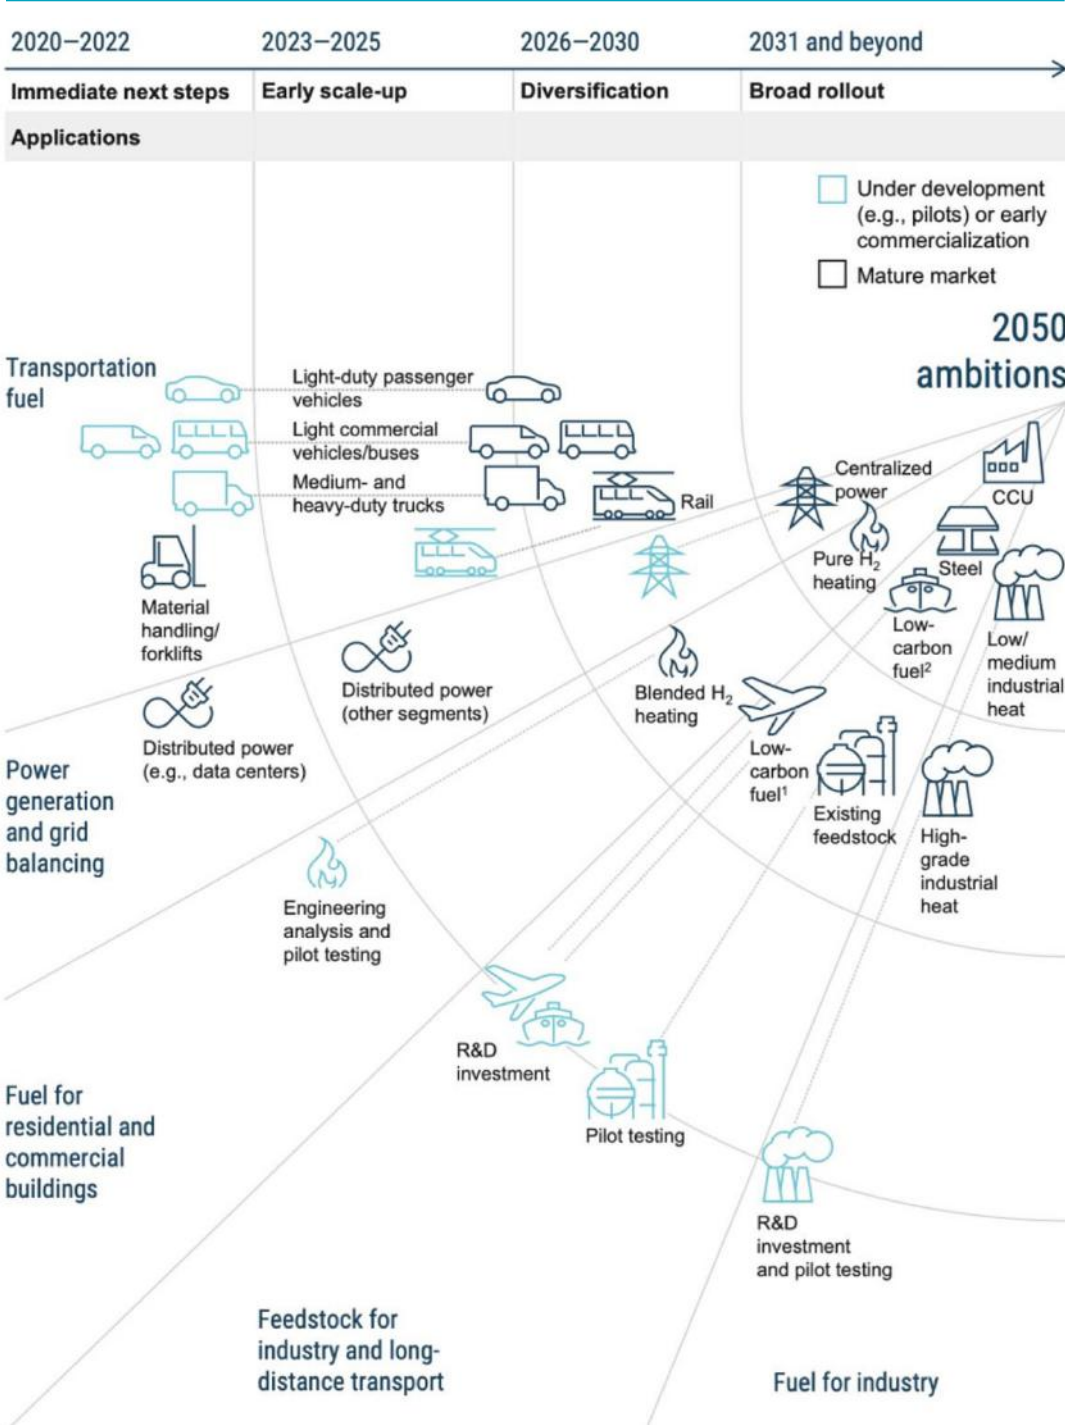 2020–2022
2023–2025
2026–2030
2031 and beyond
Immediate next steps
Early scale-up
Diversification
Broad rollout
Applications
Under development
(e.g., pilots) or early
commercialization
Mature market
2050
ambitions
Transportation
fuel
Light-duty passenger
vehicles
Light commercial
vehicles/buses
Medium- and
heavy-duty trucks
Rail
Centralized
power
CCU
Pure H₂
heating
Steel
Material
handling/
forklifts
Low-
carbon
fuel²
Low/
medium
industrial
heat
Distributed power
(other segments)
Blended H₂
heating
Distributed power
(e.g., data centers)
Low-
carbon
fuel¹
Power
generation
and grid
balancing
Existing
feedstock
High-
grade
industrial
heat
Engineering
analysis and
pilot testing
R&D
investment
Fuel for
residential and
commercial
buildings
Pilot testing
R&D
investment
and pilot testing
Feedstock for
industry and long-
distance transport
Fuel for industry